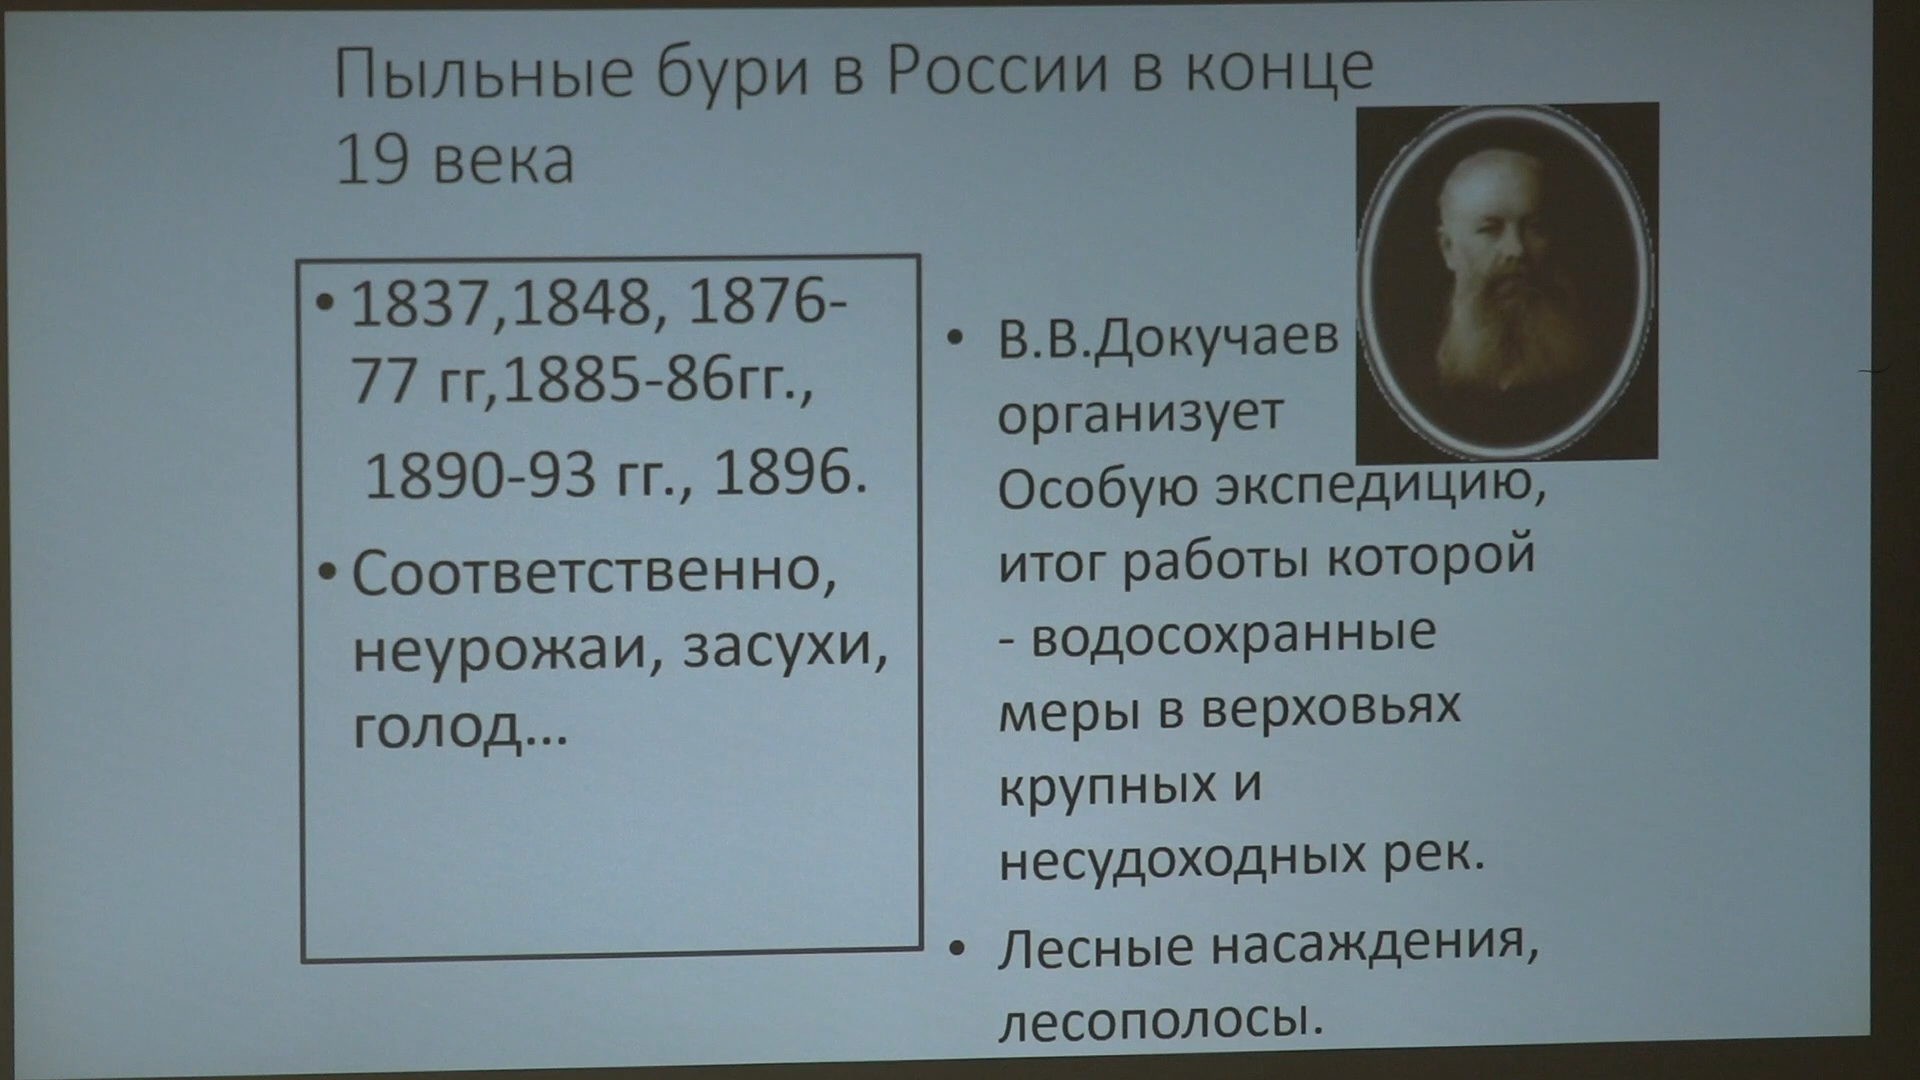 Пыльные бури в России в конце
19 века
• 1837,1848, 1876-
77 гг,1885-86гг.,
1890-93 гг., 1896.
• Соответственно,
неурожаи, засухи,
голод...
• В.В.Докучаев
организует
Особую экспедицию,
итог работы которой
- водосохранные
меры в верховьях
крупных и
несудоходных рек.
• Лесные насаждения,
лесополосы.